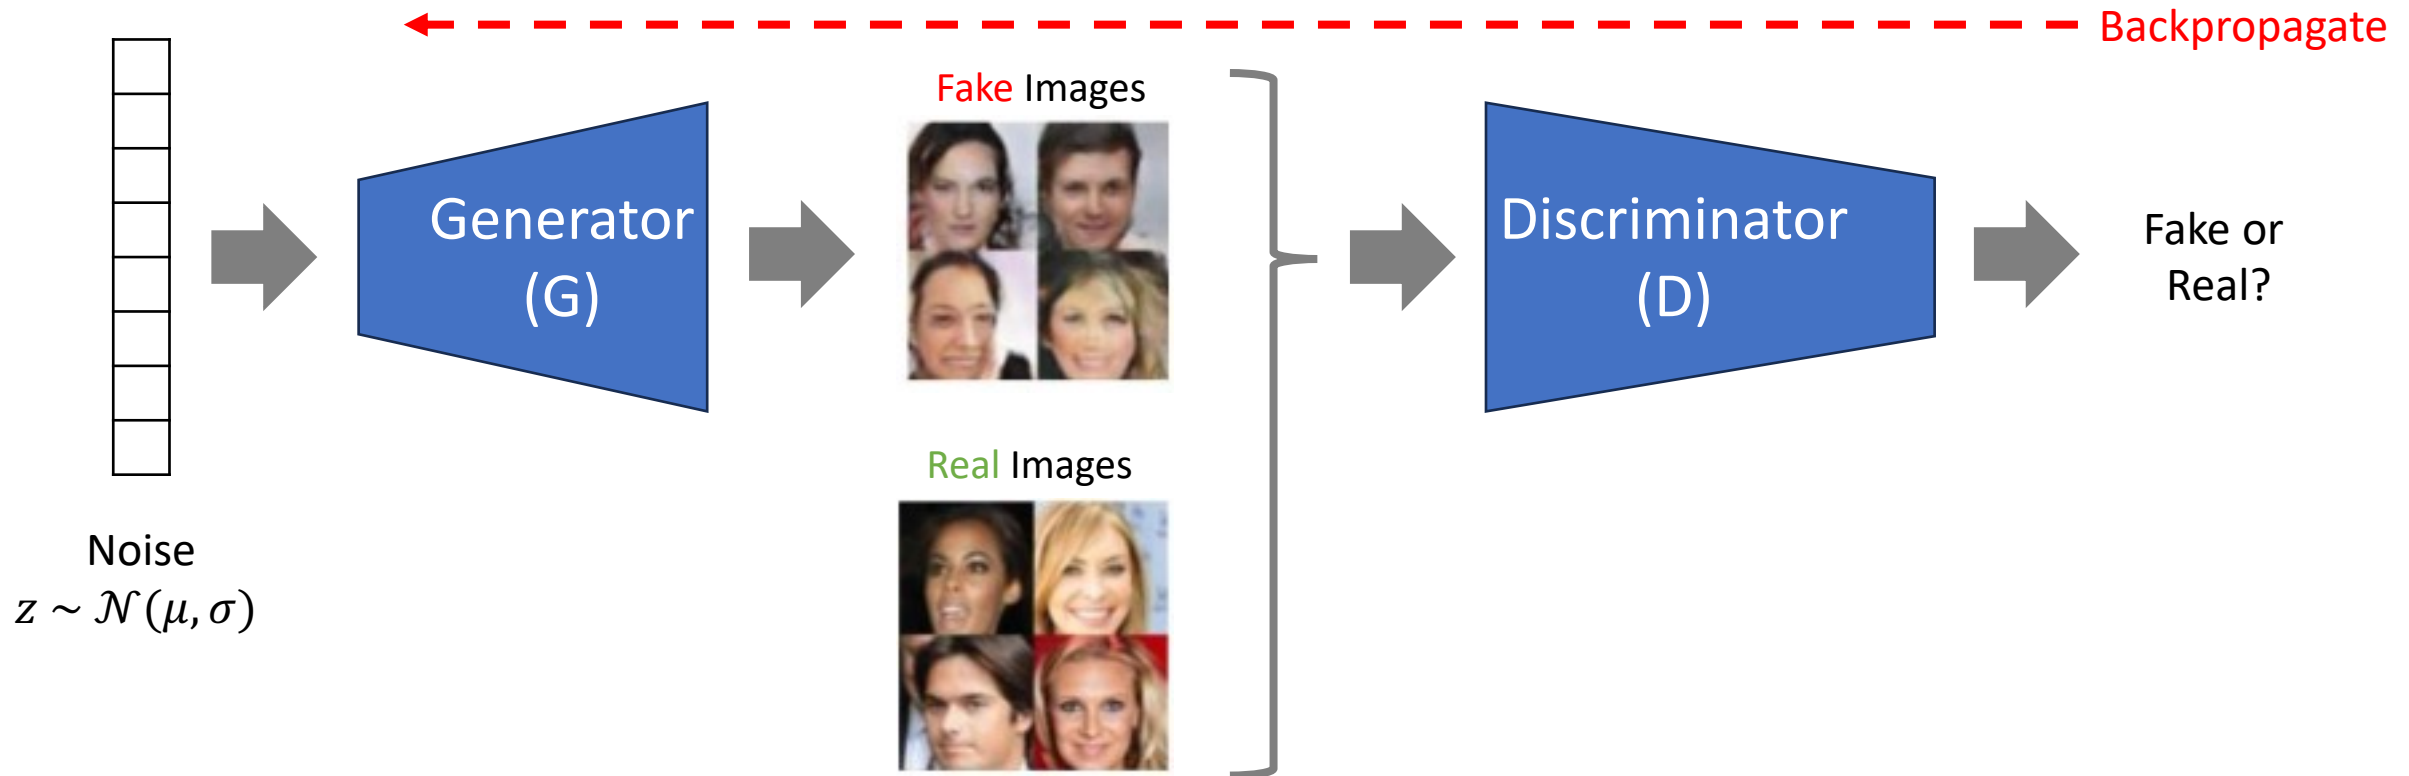 Backpropagate
Fake Images
Generator
(G)
Discriminator
(D)
Fake or
Real?
Real Images
Noise
z ~ 𝒩(μ, σ)